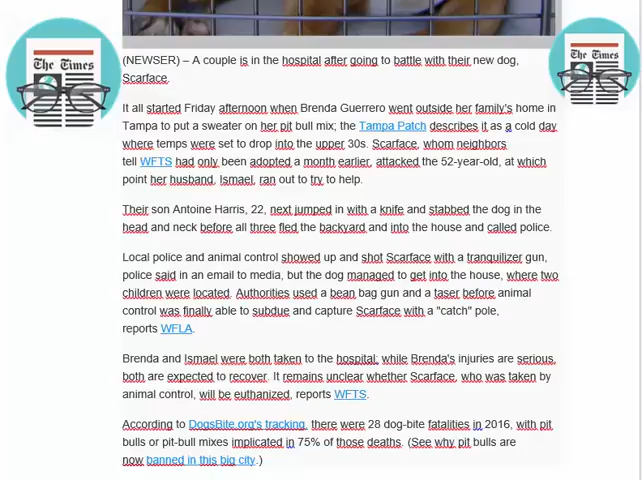 The Times
The Times
(NEWSER) – A couple is in the hospital after going to battle with their new dog,
Scarface.
It all started Friday afternoon when Brenda Guerrero went outside her family's home in
Tampa to put a sweater on her pit bull mix; the Tampa Patch describes it as a cold day
where temps were set to drop into the upper 30s. Scarface, whom neighbors
tell WFTS had only been adopted a month earlier, attacked the 52-year-old, at which
point her husband, Ismael, ran out to try to help.
Their son Antoine Harris, 22, next jumped in with a knife and stabbed the dog in the
head and neck before all three fled the backyard and into the house and called police.
Local police and animal control showed up and shot Scarface with a tranquilizer gun,
police said in an email to media, but the dog managed to get into the house, where two
children were located. Authorities used a bean bag gun and a taser before animal
control was finally able to subdue and capture Scarface with a "catch" pole,
reports WFLA.
Brenda and Ismael were both taken to the hospital; while Brenda's injuries are serious,
both are expected to recover. It remains unclear whether Scarface, who was taken by
animal control, will be euthanized, reports WFTS.
According to DogsBite.org's tracking, there were 28 dog-bite fatalities in 2016, with pit
bulls or pit-bull mixes implicated in 75% of those deaths. (See why pit bulls are
now banned in this big city.)